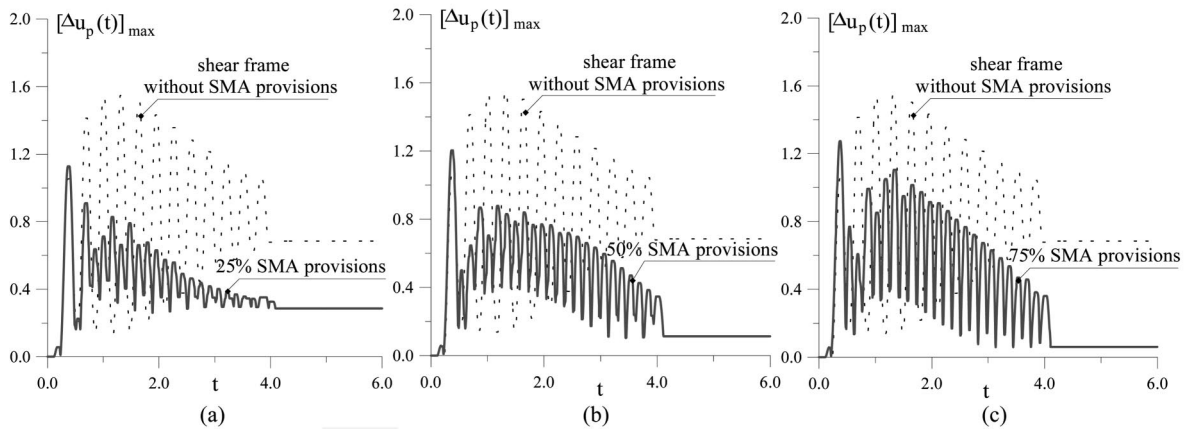 [Δu_p(t)]_max
2.0
1.6
1.2
0.8
0.4
0.0
shear frame
without SMA provisions
25% SMA provisions
0.0 2.0 4.0 6.0
t
(a)
[Δu_p(t)]_max
2.0
1.6
1.2
0.8
0.4
0.0
shear frame
without SMA provisions
50% SMA provisions
0.0 2.0 4.0 6.0
t
(b)
[Δu_p(t)]_max
2.0
1.6
1.2
0.8
0.4
0.0
shear frame
without SMA provisions
75% SMA provisions
0.0 2.0 4.0 6.0
t
(c)